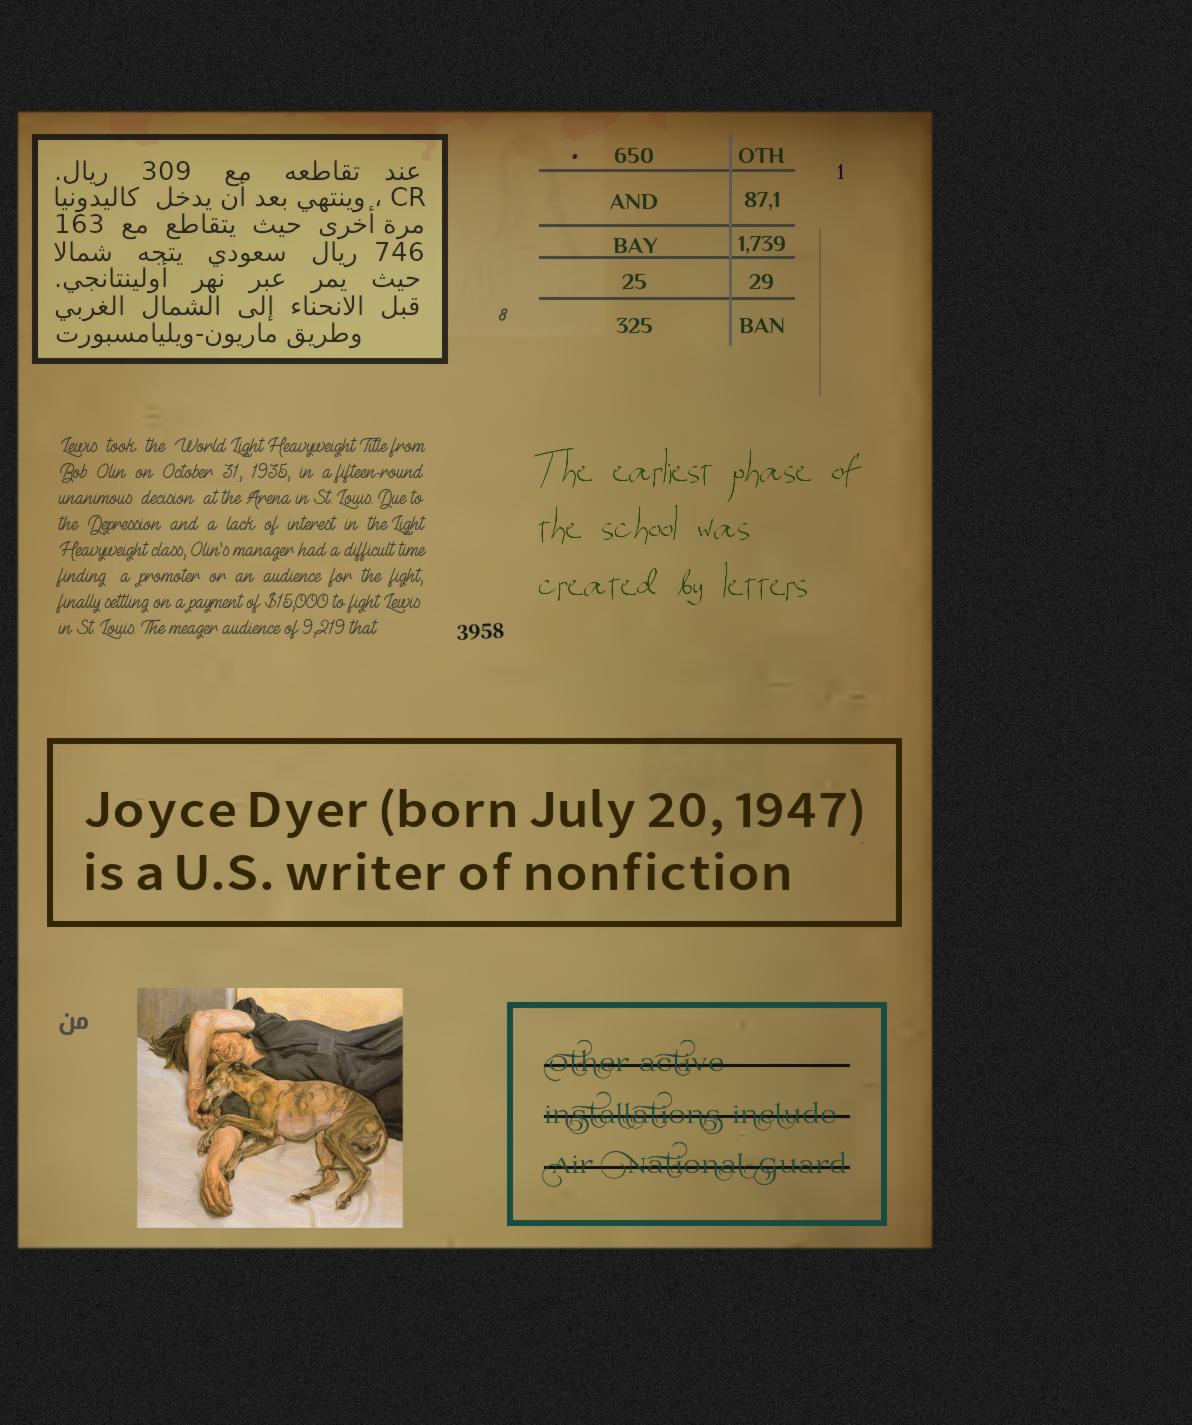 عند تقاطعه مع 309 ريال.
CR ، وينتهي بعد أن يدخل كاليدونيا
مرة أخرى حيث يتقاطع مع 163
746 ريال سعودي يتجه شمالا
حيث يمر عبر نهر أولينتانجي.
قبل الانحناء إلى الشمال الغربي
وطريق ماريون-ويليامسبورت
650 OTH
AND 87,1
BAY 1,739
25 29
325 BAN
1
8
Lewis took the World Light Heavyweight Title from
Bob Olin on October 31, 1935, in a fifteen-round
unanimous decision at the Arena in St. Louis. Due to
the Depression and a lack of interest in the Light
Heavyweight class, Olin's manager had a difficult time
finding a promoter or an audience for the fight,
finally settling on a payment of $15,000 to fight Lewis
in St. Louis. The meager audience of 9,219 that
The earliest phase of
the school was
created by letters
3958
Joyce Dyer (born July 20, 1947)
is a U.S. writer of nonfiction
من
Other active
installations include
Air National Guard